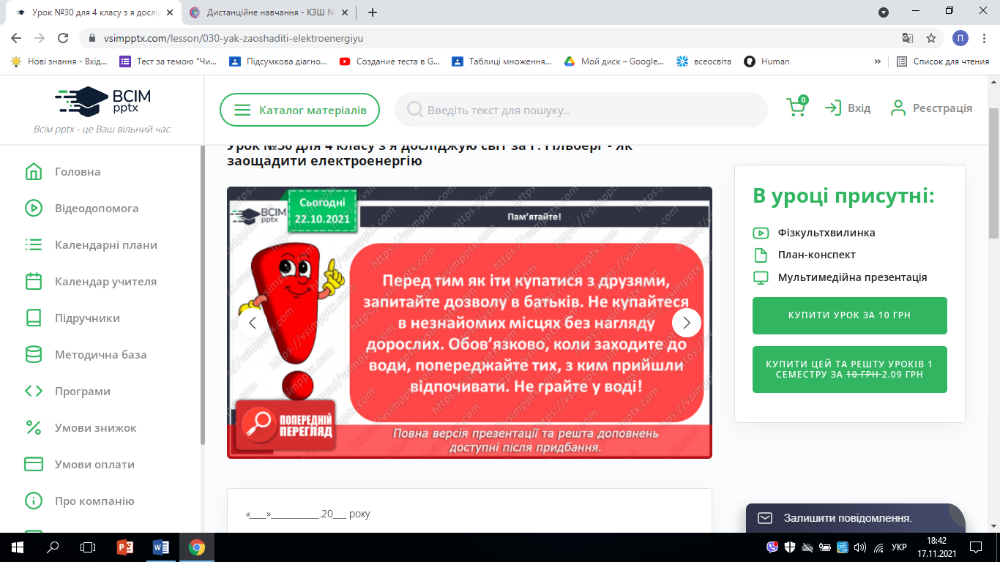 Урок №30 для 4 класу з я дослі
Дистанційне навчання - КЗШ №
vsimpptx.com/lesson/030-yak-zaoshaditi-elektroenergiyu
П
Нові знання - Вхід...
Тест за темою "Чи...
Підсумкова діагно...
Создание теста в G...
Таблиці множення...
Мой диск – Google...
всеосвіта
Human
»
Список для чтения
ВСІМ
pptx
Всім pptx - це Ваш вільний час.
Каталог матеріалів
Введіть текст для пошуку..
0
Вхід
Реєстрація
Головна
Відеодопомога
Календарні плани
Календар учителя
Підручники
Методична база
Програми
Умови знижок
Умови оплати
Про компанію
Урок №30 для 4 класу з я досліджую світ за Г. Гільберг - Як
заощадити електроенергію
ВСІМ
pptx
Сьогодні
22.10.2021
Пам’ятайте!
Перед тим як іти купатися з друзями,
запитайте дозволу в батьків. Не купайтеся
в незнайомих місцях без нагляду
дорослих. Обов’язково, коли заходите до
води, попереджайте тих, з ким прийшли
відпочивати. Не грайте у воді!
ПОПЕРЕДНІЙ
ПЕРЕГЛЯД
Повна версія презентації та решта доповнень
доступні після придбання.
https://vsimpptx.com
В уроці присутні:
Фізкультхвилинка
План-конспект
Мультимедійна презентація
КУПИТИ УРОК ЗА 10 ГРН
КУПИТИ ЦЕЙ ТА РЕШТУ УРОКІВ 1
СЕМЕСТРУ ЗА 10 ГРН 2.09 ГРН
«____»____________.20___ року
Залишити повідомлення.
УКР
18:42
17.11.2021